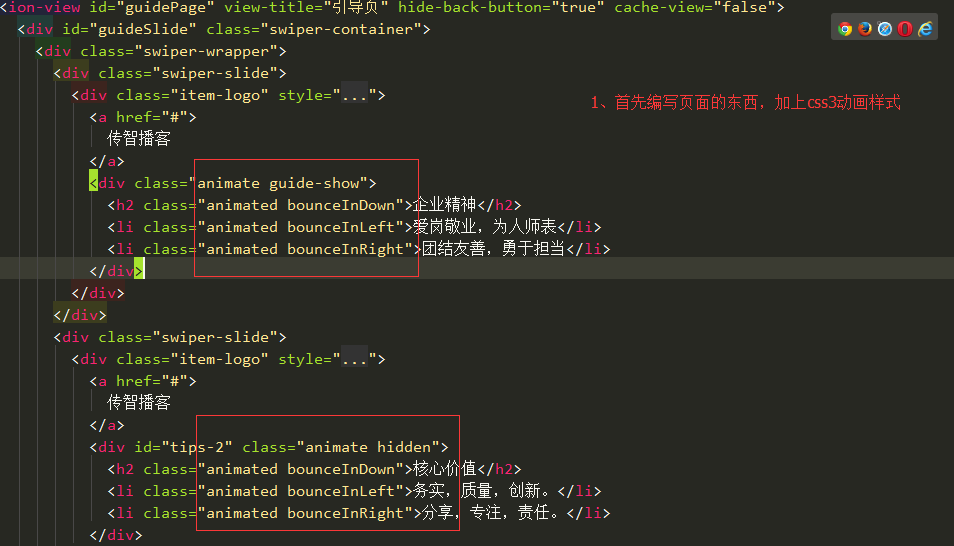 <ion-view id="guidePage" view-title="引导页" hide-back-button="true" cache-view="false">
<div id="guideSlide" class="swiper-container">
<div class="swiper-wrapper">
<div class="swiper-slide">
<div class="item-logo" style="...">
1、首先编写页面的东西，加上css3动画样式
<a href="#">
传智播客
</a>
<div class="animate guide-show">
<h2 class="animated bounceInDown">企业精神</h2>
<li class="animated bounceInLeft">爱岗敬业，为人师表</li>
<li class="animated bounceInRight">团结友善，勇于担当</li>
</div>
</div>
</div>
<div class="swiper-slide">
<div class="item-logo" style="...">
<a href="#">
传智播客
</a>
<div id="tips-2" class="animate hidden">
<h2 class="animated bounceInDown">核心价值</h2>
<li class="animated bounceInLeft">务实，质量，创新。</li>
<li class="animated bounceInRight">分享，专注，责任。</li>
</div>